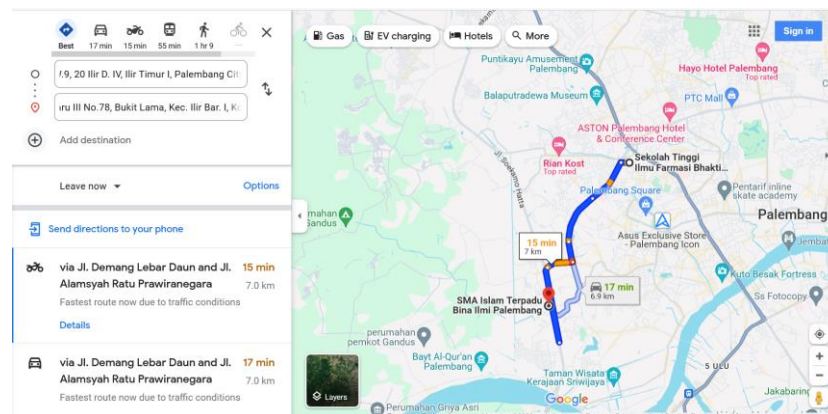 Best
17 min
15 min
55 min
1 hr 9
20 Ilir D. IV, Ilir Timur I, Palembang Cit
ru III No.78, Bukit Lama, Kec. Ilir Bar. I, Kc
Add destination
Leave now
Options
Send directions to your phone
via Jl. Demang Lebar Daun and Jl.
Alamsyah Ratu Prawiranegara
15 min
7.0 km
Fastest route now due to traffic conditions
Details
via Jl. Demang Lebar Daun and Jl.
Alamsyah Ratu Prawiranegara
17 min
7.0 km
Fastest route now due to traffic conditions
Gas
EV charging
Hotels
More
Sign in
Puntikayu Amusement
Palembang
Hayo Hotel Palembang
Top rated
Balaputradewa Museum
PTC Mall
ASTON Palembang Hotel
& Conference Center
Jl. Soekarno Hatta
Rian Kost
Top rated
Sekolah Tinggi
Ilmu Farmasi Bhakti...
Palembang Square
Pentarif inline
skate academy
mahan
Gandus
Palembang
Asus Exclusive Store
- Palembang Icon
15 min
7 km
Jemba
17 min
6.9 km
Kuto Besak Fortress
SMA Islam Terpadu
Bina Ilmi Palembang
Ss Fotocopy
perumahan
pemkot Gandus
Bayt Al-Qur'an
Palembang
5 ULU
Taman Wisata
Kerajaan Sriwijaya
Jakabaring
Layers
Google
Perumahan Griya Asri